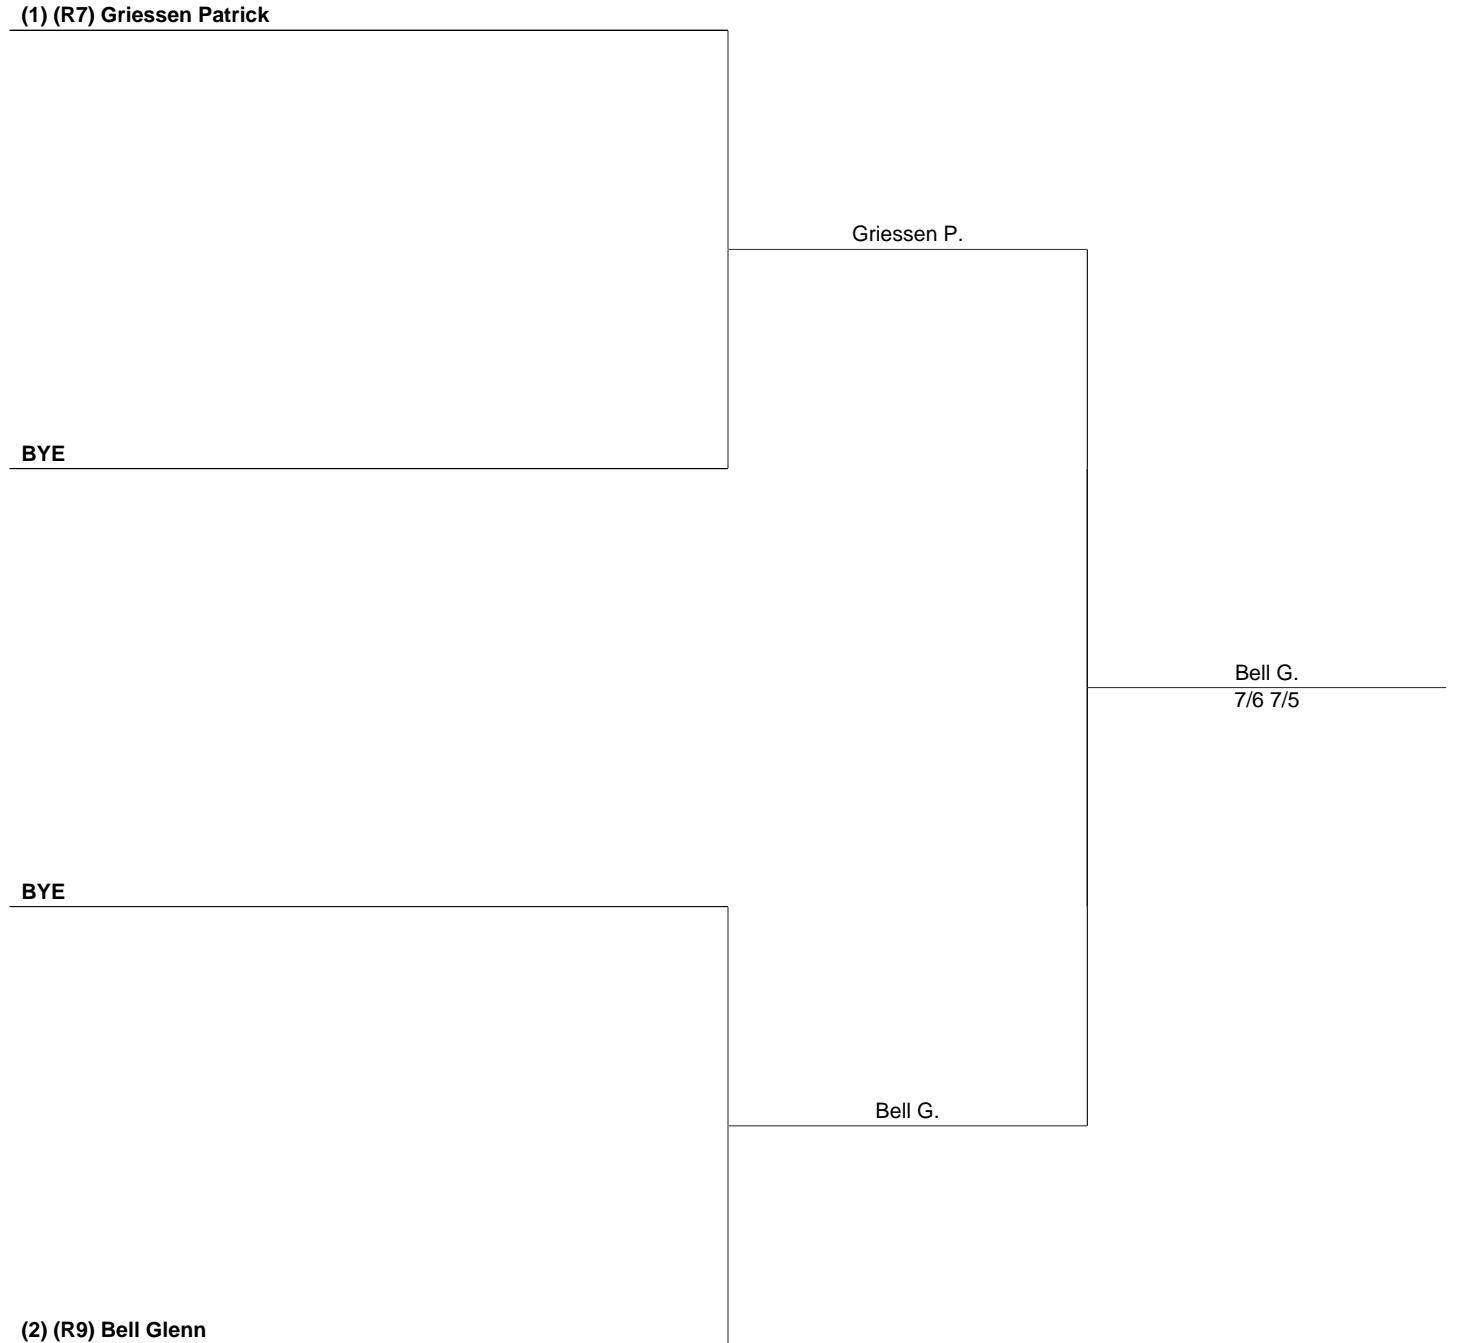 (1) (R7) Griessen Patrick
Griessen P.
BYE
Bell G.
7/6 7/5
BYE
Bell G.
(2) (R9) Bell Glenn